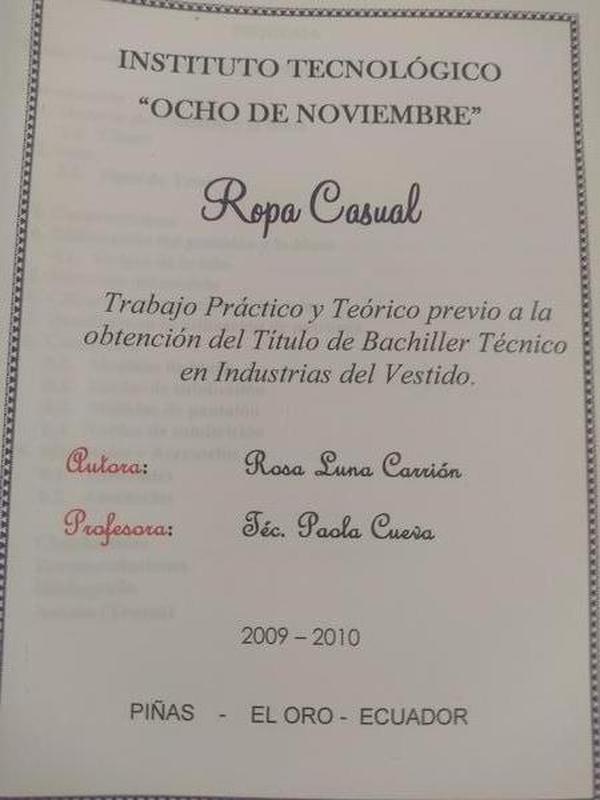 INSTITUTO TECNOLÓGICO
“OCHO DE NOVIEMBRE”
Ropa Casual
Trabajo Práctico y Teórico previo a la
obtención del Título de Bachiller Técnico
en Industrias del Vestido.
Autora: Rosa Luna Carrión
Profesora: Téc. Paola Cueva
2009 – 2010
PIÑAS - EL ORO - ECUADOR